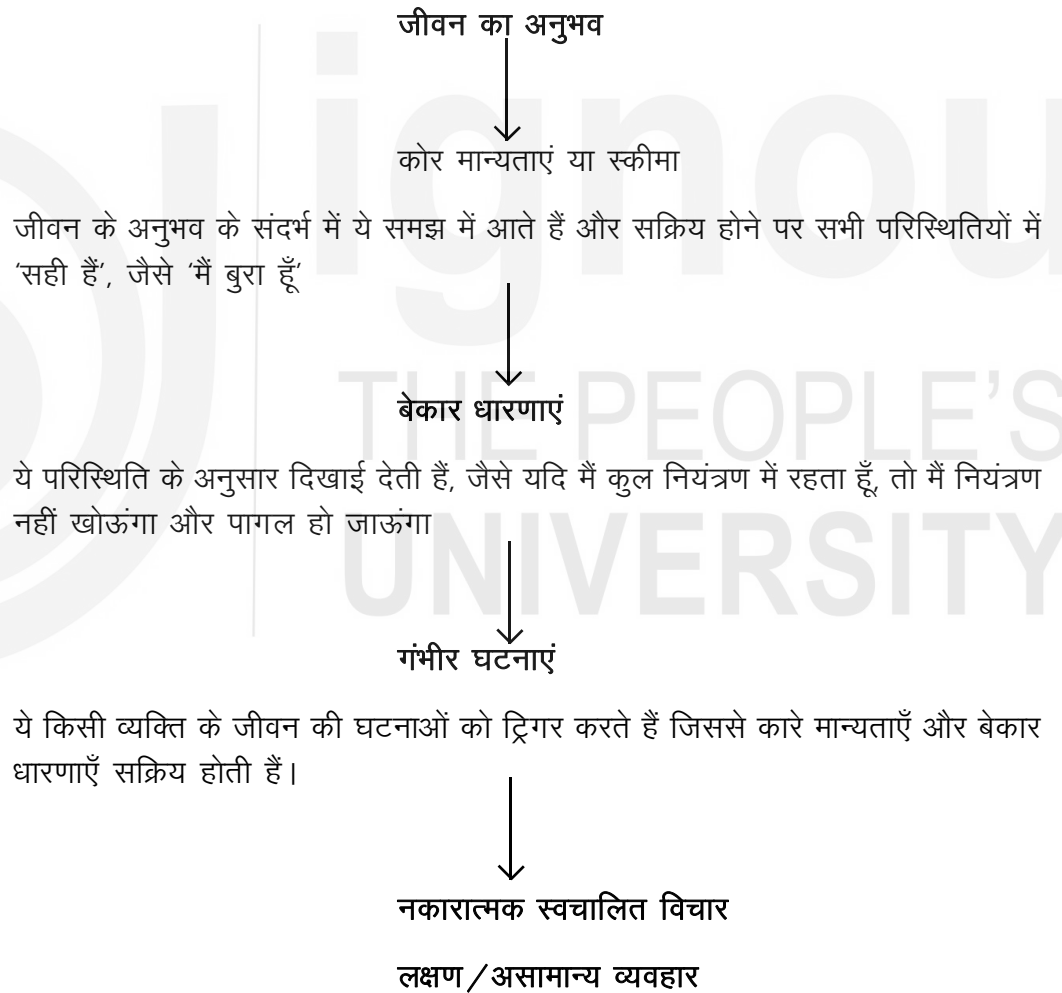 जीवन का अनुभव
कोर मान्यताएं या स्कीमा
जीवन के अनुभव के संदर्भ में ये समझ में आते हैं और सक्रिय होने पर सभी परिस्थितियों में
'सही हैं', जैसे 'मैं बुरा हूँ'
बेकार धारणाएं
ये परिस्थिति के अनुसार दिखाई देती हैं, जैसे यदि मैं कुल नियंत्रण में रहता हूँ, तो मैं नियंत्रण
नहीं खोऊंगा और पागल हो जाऊंगा
गंभीर घटनाएं
ये किसी व्यक्ति के जीवन की घटनाओं को ट्रिगर करते हैं जिससे कारे मान्यताएँ और बेकार
धारणाएँ सक्रिय होती हैं।
नकारात्मक स्वचालित विचार
लक्षण/असामान्य व्यवहार
ignou
THE PEOPLE'S
UNIVERSITY